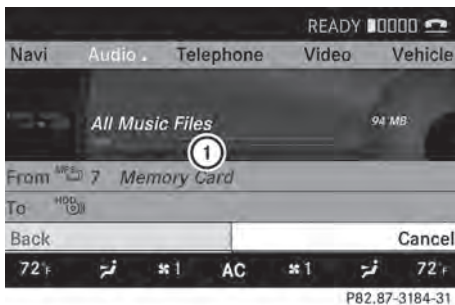 READY
Navi Audio Telephone Video Vehicle
All Music Files 94 MB
1
From MP3 7 Memory Card
To HDD
Back Cancel
72°F 1 AC 1 72°F
P82.87-3184-31